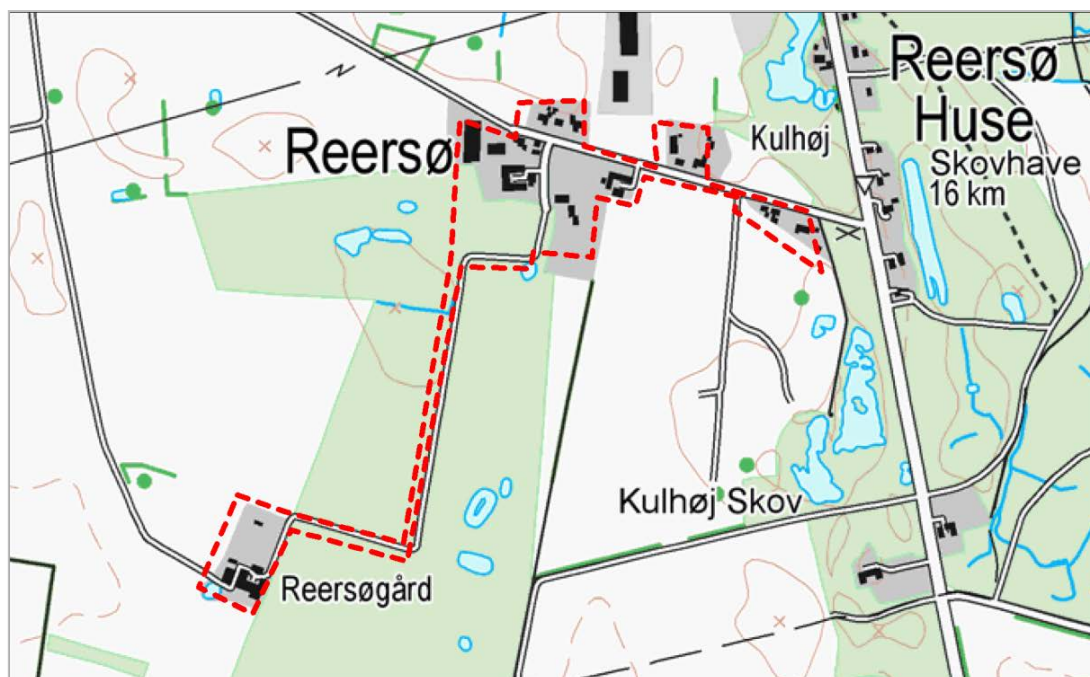 Reersø
Huse
Skovhave
16 km
Kulhøj
Reersø
Kulhøj Skov
Reersøgård